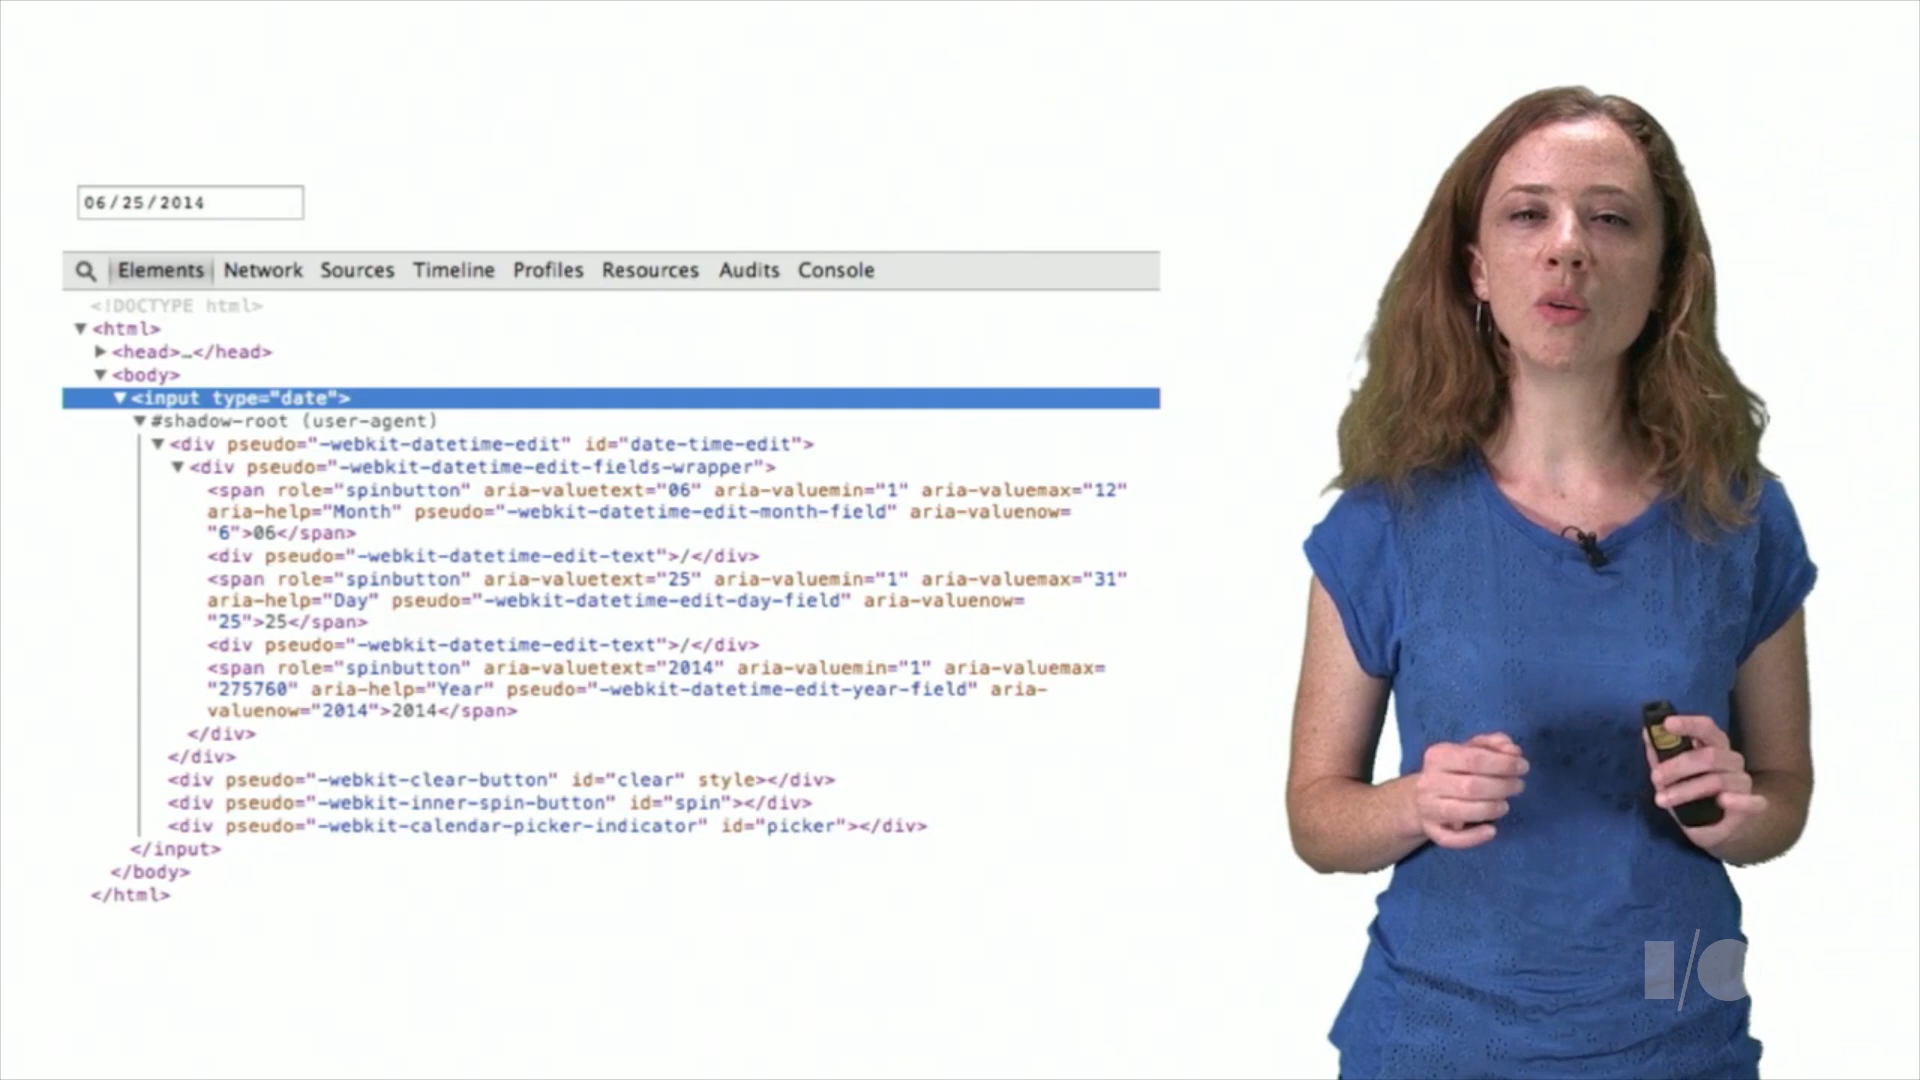 06/25/2014
Elements Network Sources Timeline Profiles Resources Audits Console
<!DOCTYPE html>
▼<html>
▶<head>…</head>
▼<body>
▼<input type="date">
▼#shadow-root (user-agent)
▼<div pseudo="-webkit-datetime-edit" id="date-time-edit">
▼<div pseudo="-webkit-datetime-edit-fields-wrapper">
<span role="spinbutton" aria-valuetext="06" aria-valuemin="1" aria-valuemax="12"
aria-help="Month" pseudo="-webkit-datetime-edit-month-field" aria-valuenow=
"6">06</span>
<div pseudo="-webkit-datetime-edit-text">/</div>
<span role="spinbutton" aria-valuetext="25" aria-valuemin="1" aria-valuemax="31"
aria-help="Day" pseudo="-webkit-datetime-edit-day-field" aria-valuenow=
"25">25</span>
<div pseudo="-webkit-datetime-edit-text">/</div>
<span role="spinbutton" aria-valuetext="2014" aria-valuemin="1" aria-valuemax=
"275760" aria-help="Year" pseudo="-webkit-datetime-edit-year-field" aria-
valuenow="2014">2014</span>
</div>
</div>
<div pseudo="-webkit-clear-button" id="clear" style></div>
<div pseudo="-webkit-inner-spin-button" id="spin"></div>
<div pseudo="-webkit-calendar-picker-indicator" id="picker"></div>
</input>
</body>
</html>
I/O